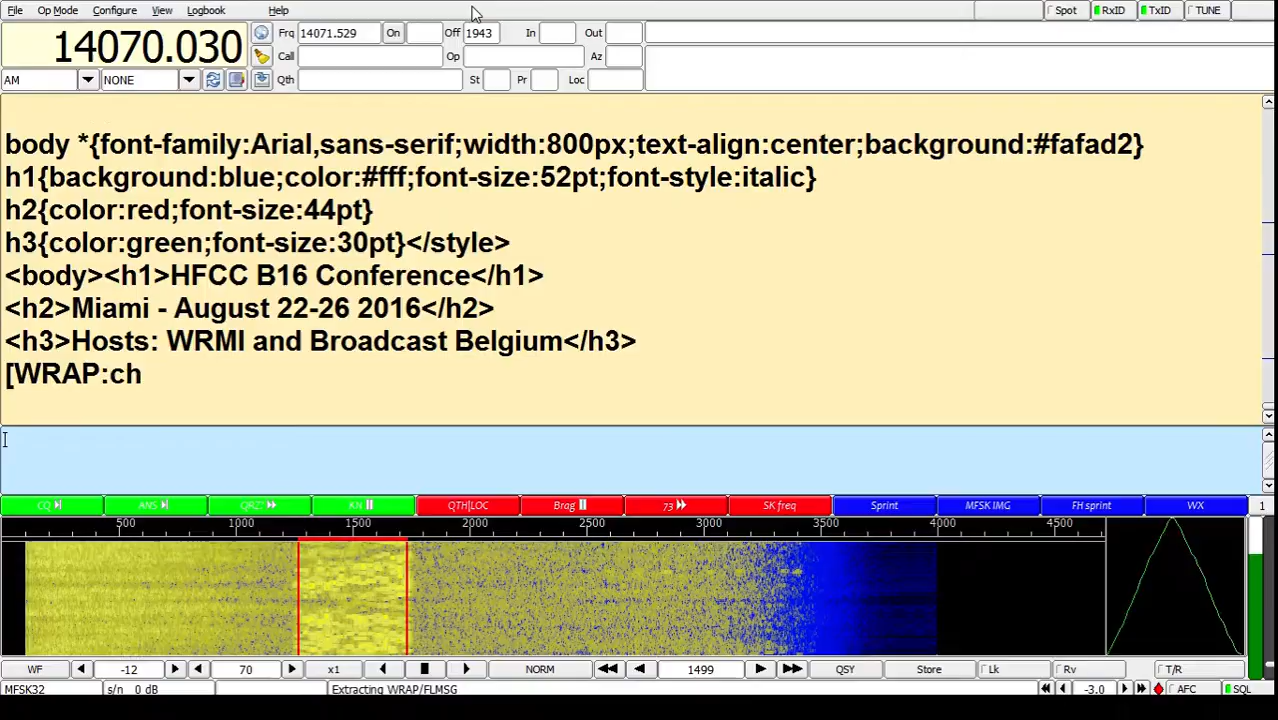 File Op Mode Configure View Logbook Help Spot RxID TxID TUNE
14070.030 Frq 14071.529 On Off 1943 In Out
Call Op Az
AM NONE Qth St Pr Loc
body *{font-family:Arial,sans-serif;width:800px;text-align:center;background:#fafad2}
h1{background:blue;color:#fff;font-size:52pt;font-style:italic}
h2{color:red;font-size:44pt}
h3{color:green;font-size:30pt}</style>
<body><h1>HFCC B16 Conference</h1>
<h2>Miami - August 22-26 2016</h2>
<h3>Hosts: WRMI and Broadcast Belgium</h3>
[WRAP:ch
CQ ANS QRZ? KN QTH|LOC Brag 73 SK freq Sprint MFSK IMG FH sprint WX 1
500 1000 1500 2000 2500 3000 3500 4000 4500
WF -12 70 x1 NORM 1499 QSY Store Lk Rv T/R
MFSK32 s/n 0 dB Extracting WRAP/FLMSG -3.0 AFC SQL